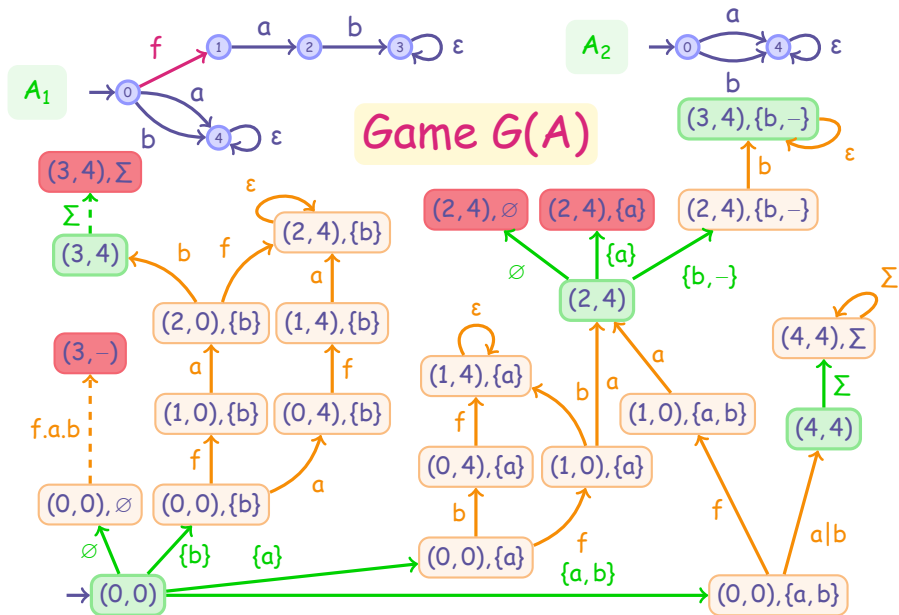 A₁
f
0
1
a
2
b
3
ε
a
b
4
ε
A₂
0
a
b
4
ε
Game G(A)
(3,4),{b,−}
ε
b
(2,4),{b,−}
(3,4),Σ
Σ
(3,4)
b
f
ε
(2,4),{b}
a
(2,0),{b}
(1,4),{b}
a
f
(1,0),{b}
(0,4),{b}
f
a
(3,−)
f.a.b
(0,0),∅
(0,0),{b}
∅
{b}
(0,0)
{a}
{a,b}
(2,4),∅
(2,4),{a}
∅
{a}
{b,−}
(2,4)
ε
(1,4),{a}
b
a
a
f
(0,4),{a}
(1,0),{a}
b
f
(0,0),{a}
(1,0),{a,b}
f
a|b
(0,0),{a,b}
Σ
(4,4),Σ
Σ
(4,4)